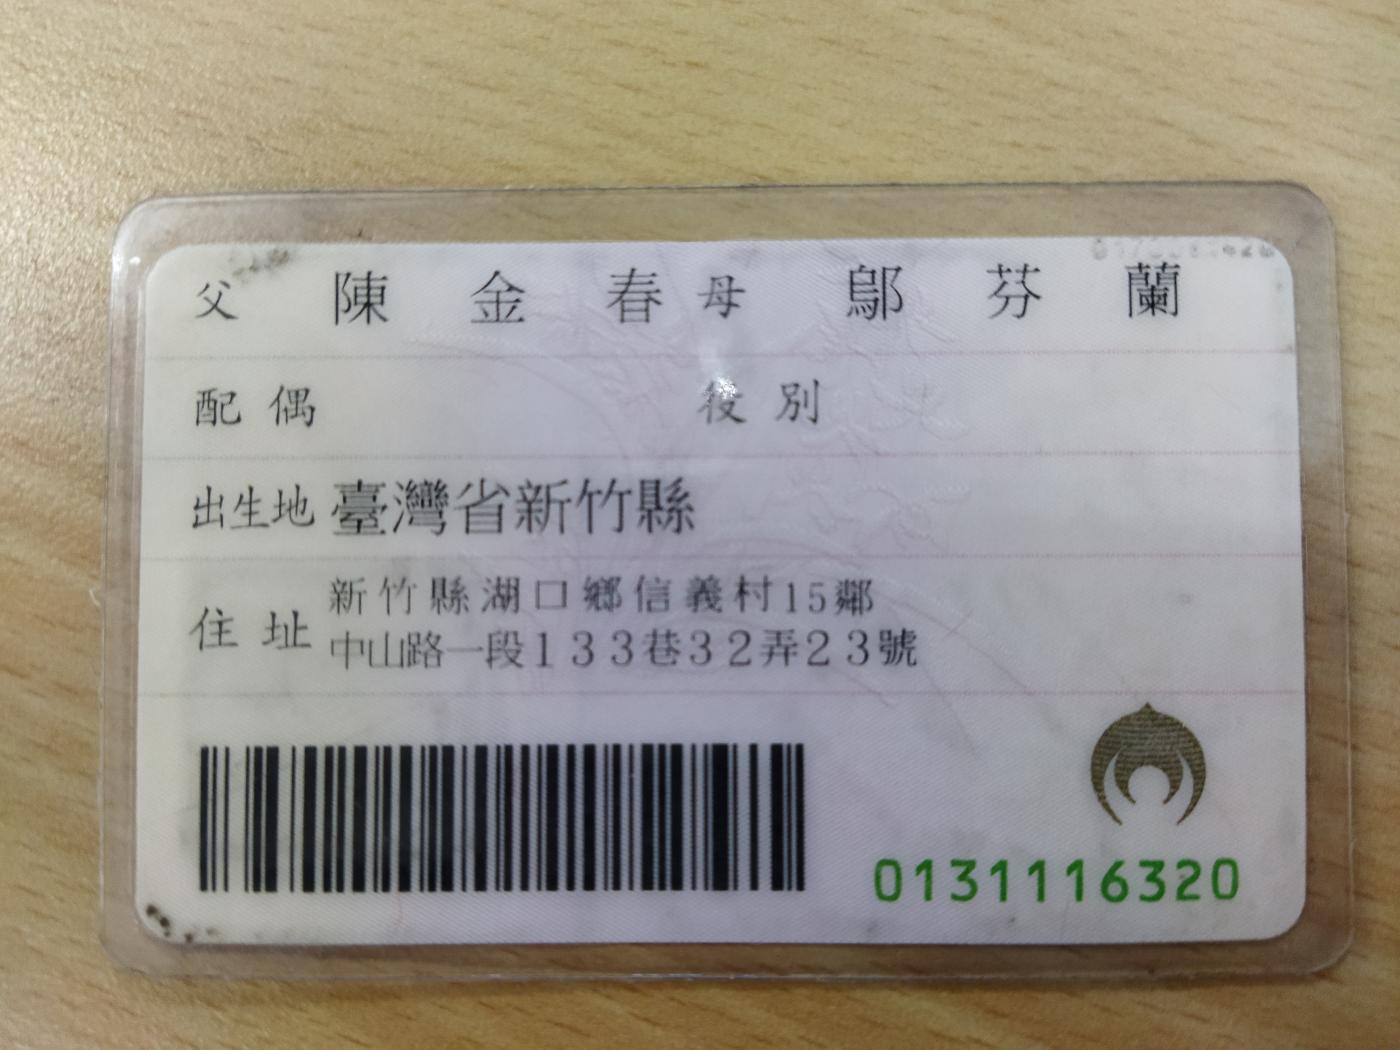 父 陳金春 母 鄔芬蘭
配偶 役別
出生地 臺灣省新竹縣
住址 新竹縣湖口鄉信義村15鄰
中山路一段133巷32弄23號
0131116320